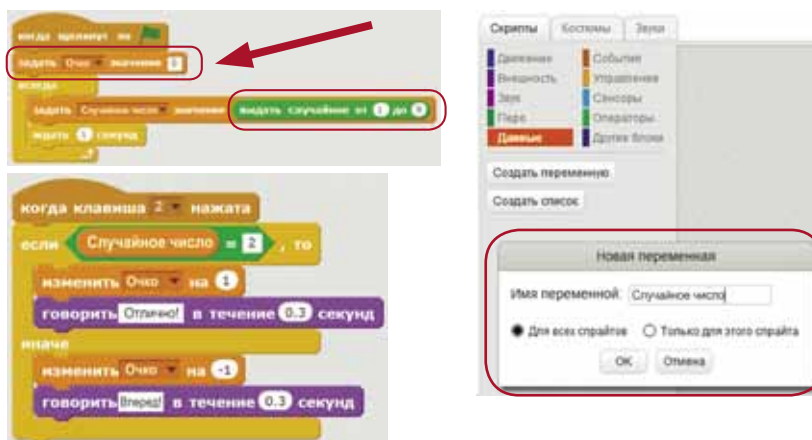 когда щелкнут по
задать Очко значение 0
всегда
задать Случайное число значение выдать случайное от 1 до 9
ждать 1 секунд
когда клавиша 2 нажата
если Случайное число = 2 , то
изменить Очко на 1
говорить Отлично! в течение 0.3 секунд
иначе
изменить Очко на -1
говорить Вперед! в течение 0.3 секунд
Скрипты Костюмы Звуки
Движение События
Внешность Управление
Звук Сенсоры
Перо Операторы
Данные Другие блоки
Создать переменную
Создать список
Новая переменная
Имя переменной: Случайное число
Для всех спрайтов Только для этого спрайта
OK Отмена